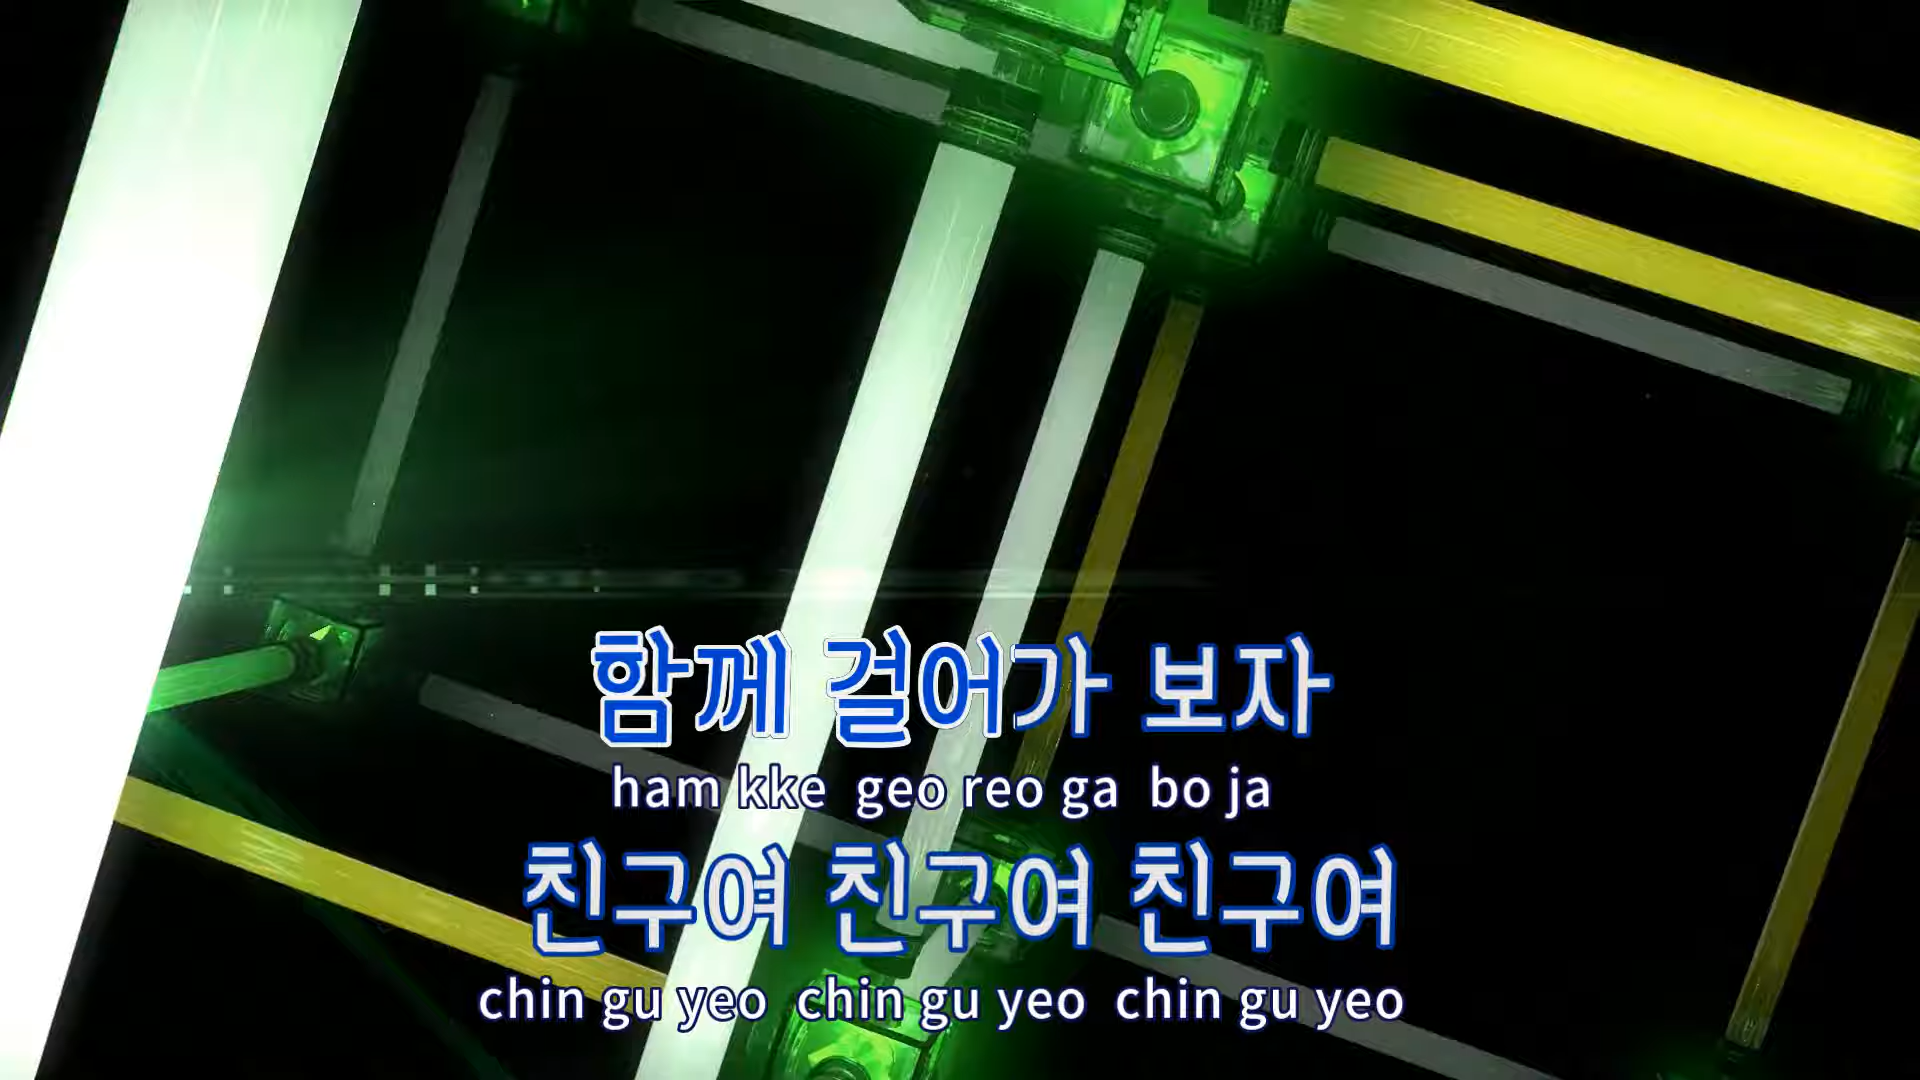 함께 걸어가 보자
ham kke geo reo ga bo ja
친구여 친구여 친구여
chin gu yeo chin gu yeo chin gu yeo